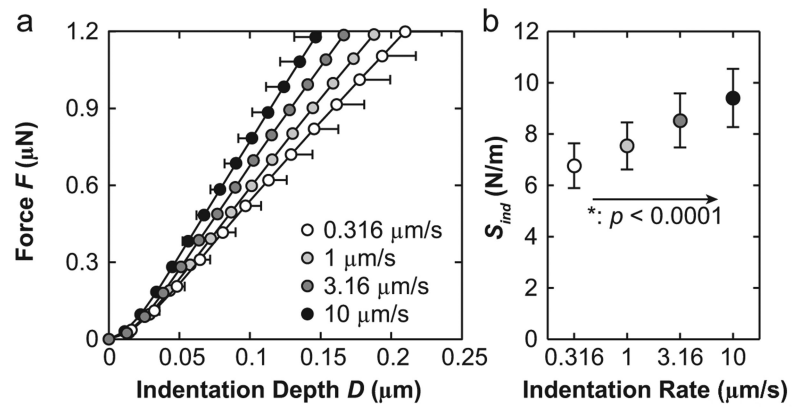 a
1.2
0.9
0.6
0.3
0
Force F (μN)
0 0.05 0.1 0.15 0.2 0.25
Indentation Depth D (μm)
0.316 μm/s
1 μm/s
3.16 μm/s
10 μm/s
b
12
10
8
6
4
2
0
S_ind (N/m)
*: p < 0.0001
0.316 1 3.16 10
Indentation Rate (μm/s)